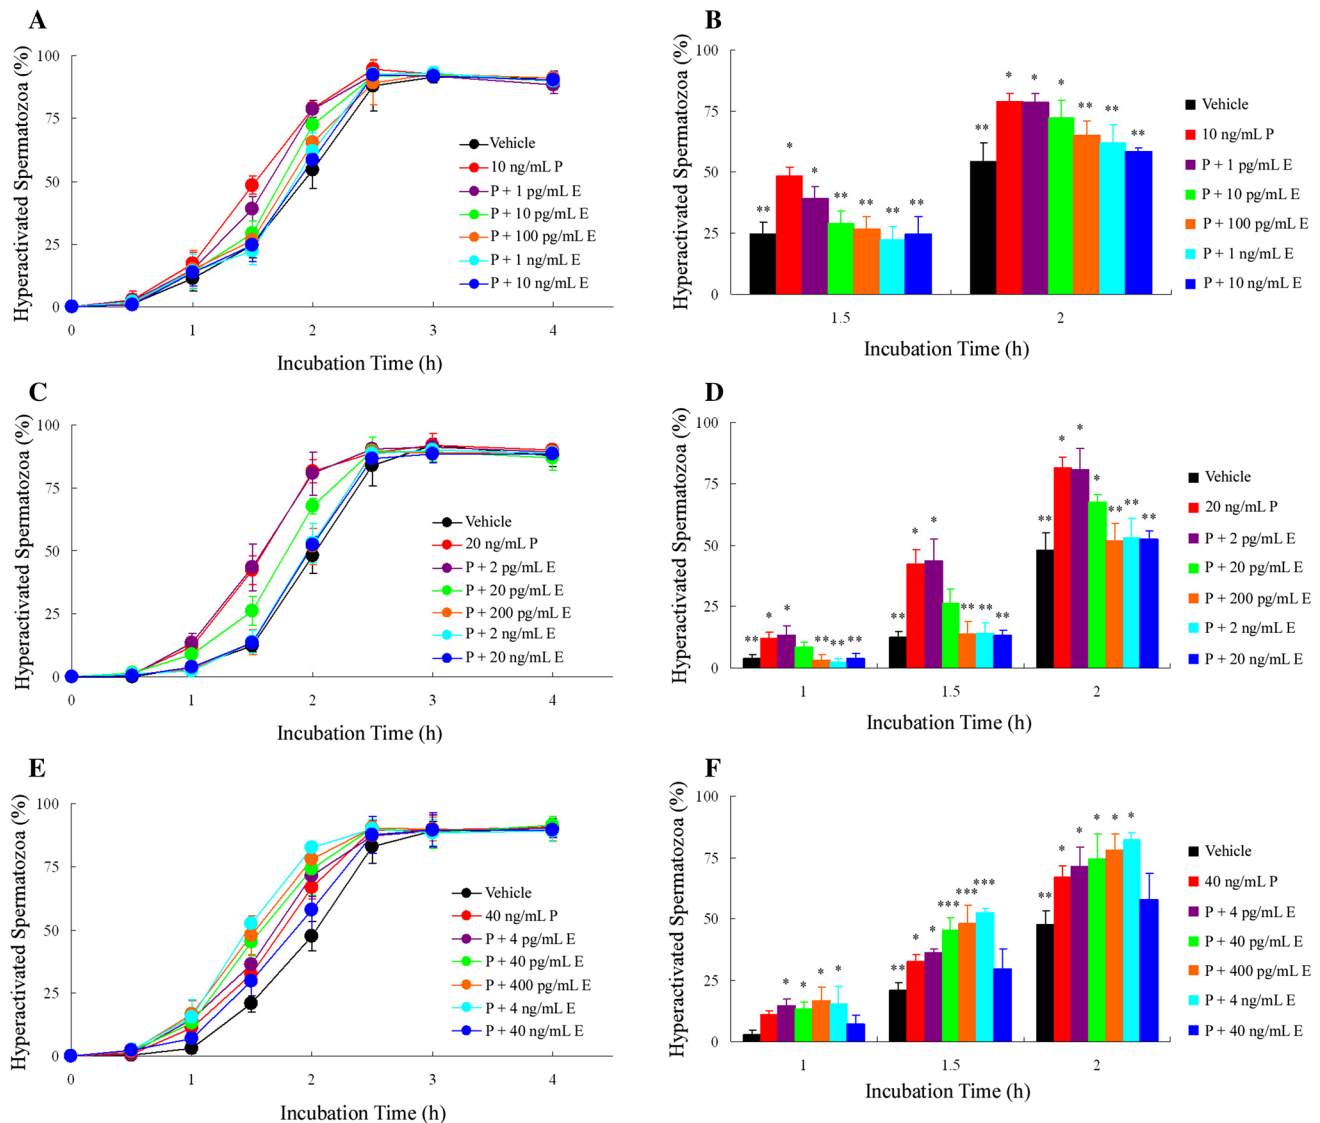 A
Hyperactivated Spermatozoa (%)
100
75
50
25
0
0 1 2 3 4
Incubation Time (h)
Vehicle
10 ng/mL P
P + 1 pg/mL E
P + 10 pg/mL E
P + 100 pg/mL E
P + 1 ng/mL E
P + 10 ng/mL E
B
Hyperactivated Spermatozoa (%)
100
75
50
25
0
** * * ** ** ** **
** * * * ** ** **
1.5 2
Incubation Time (h)
Vehicle
10 ng/mL P
P + 1 pg/mL E
P + 10 pg/mL E
P + 100 pg/mL E
P + 1 ng/mL E
P + 10 ng/mL E
C
Hyperactivated Spermatozoa (%)
100
75
50
25
0
0 1 2 3 4
Incubation Time (h)
Vehicle
20 ng/mL P
P + 2 pg/mL E
P + 20 pg/mL E
P + 200 pg/mL E
P + 2 ng/mL E
P + 20 ng/mL E
D
Hyperactivated Spermatozoa (%)
100
75
50
25
0
** * * ** ** **
** * * ** ** **
** * * * ** ** **
1 1.5 2
Incubation Time (h)
Vehicle
20 ng/mL P
P + 2 pg/mL E
P + 20 pg/mL E
P + 200 pg/mL E
P + 2 ng/mL E
P + 20 ng/mL E
E
Hyperactivated Spermatozoa (%)
100
75
50
25
0
0 1 2 3 4
Incubation Time (h)
Vehicle
40 ng/mL P
P + 4 pg/mL E
P + 40 pg/mL E
P + 400 pg/mL E
P + 4 ng/mL E
P + 40 ng/mL E
F
Hyperactivated Spermatozoa (%)
100
75
50
25
0
* * * *
** * * *** *** ***
** * * * * *
1 1.5 2
Incubation Time (h)
Vehicle
40 ng/mL P
P + 4 pg/mL E
P + 40 pg/mL E
P + 400 pg/mL E
P + 4 ng/mL E
P + 40 ng/mL E